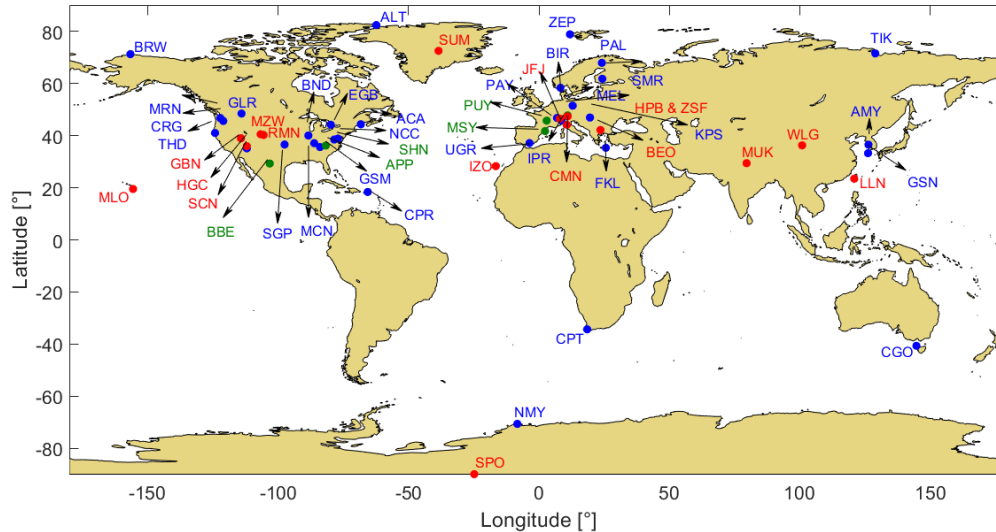 80
60
40
20
0
-20
-40
-60
-80
Latitude [°]
ALT
ZEP
BRW
SUM
BIR
PAL
TIK
JFJ
BND
EGB
PAY
SMR
MEL
MRN
GLR
PUY
HPB & ZSF
AMY
CRG
MZW
RMN
ACA
NCC
MSY
KPS
WLG
THD
SHN
UGR
IPR
BEO
GBN
APP
IZO
CMN
MUK
HGC
GSM
FKL
LLN
GSN
MLO
SCN
CPR
BBE
SGP
MCN
CPT
CGO
NMY
SPO
-150
-100
-50
0
50
100
150
Longitude [°]